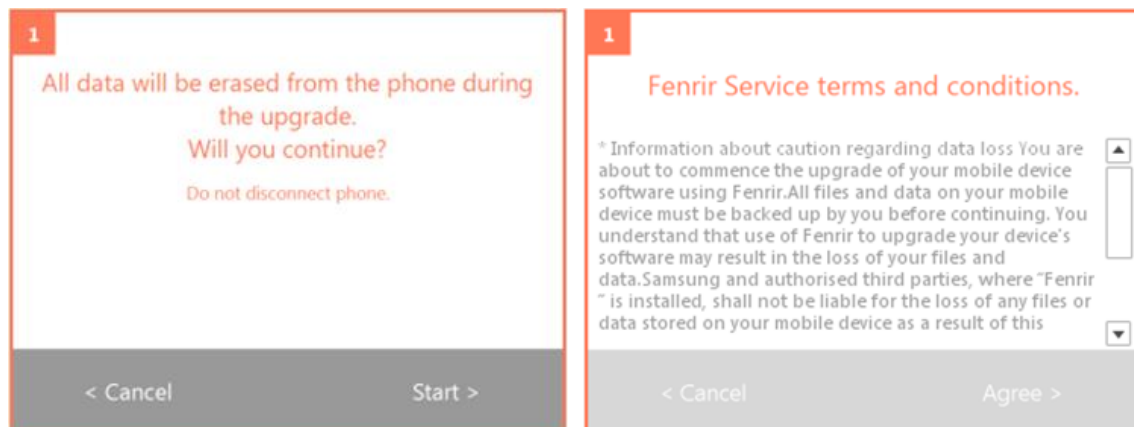 1
All data will be erased from the phone during
the upgrade.
Will you continue?
Do not disconnect phone.
< Cancel
Start >
1
Fenrir Service terms and conditions.
* Information about caution regarding data loss You are
about to commence the upgrade of your mobile device
software using Fenrir.All files and data on your mobile
device must be backed up by you before continuing. You
understand that use of Fenrir to upgrade your device's
software may result in the loss of your files and
data.Samsung and authorised third parties, where "Fenrir
" is installed, shall not be liable for the loss of any files or
data stored on your mobile device as a result of this
< Cancel
Agree >